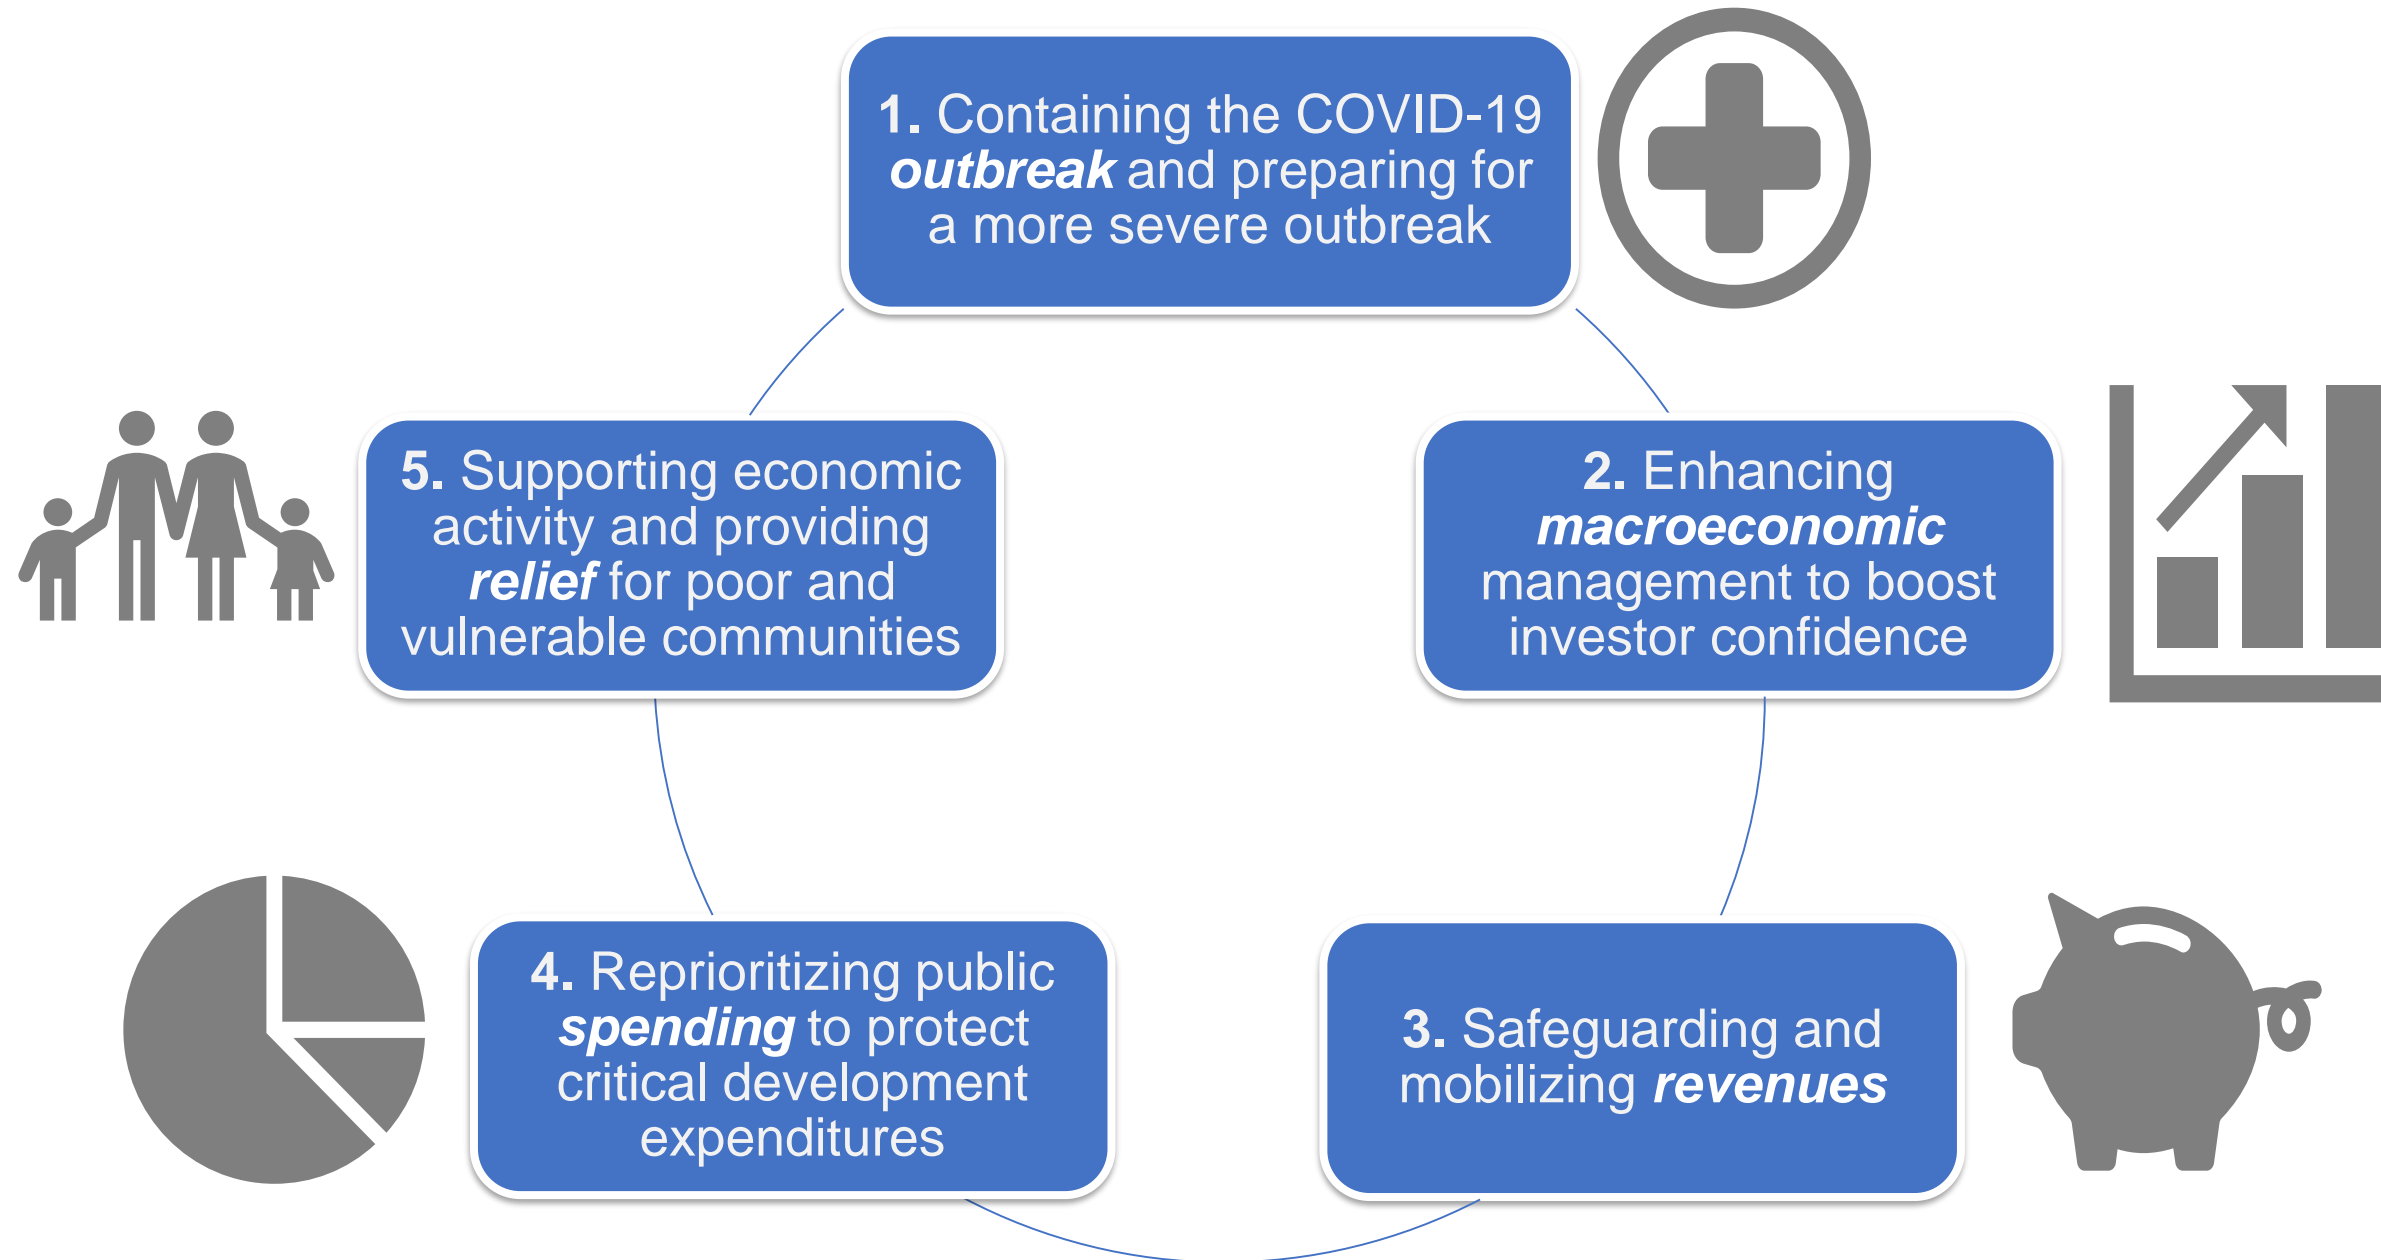 1. Containing the COVID-19
outbreak and preparing for
a more severe outbreak
2. Enhancing
macroeconomic
management to boost
investor confidence
3. Safeguarding and
mobilizing revenues
4. Reprioritizing public
spending to protect
critical development
expenditures
5. Supporting economic
activity and providing
relief for poor and
vulnerable communities